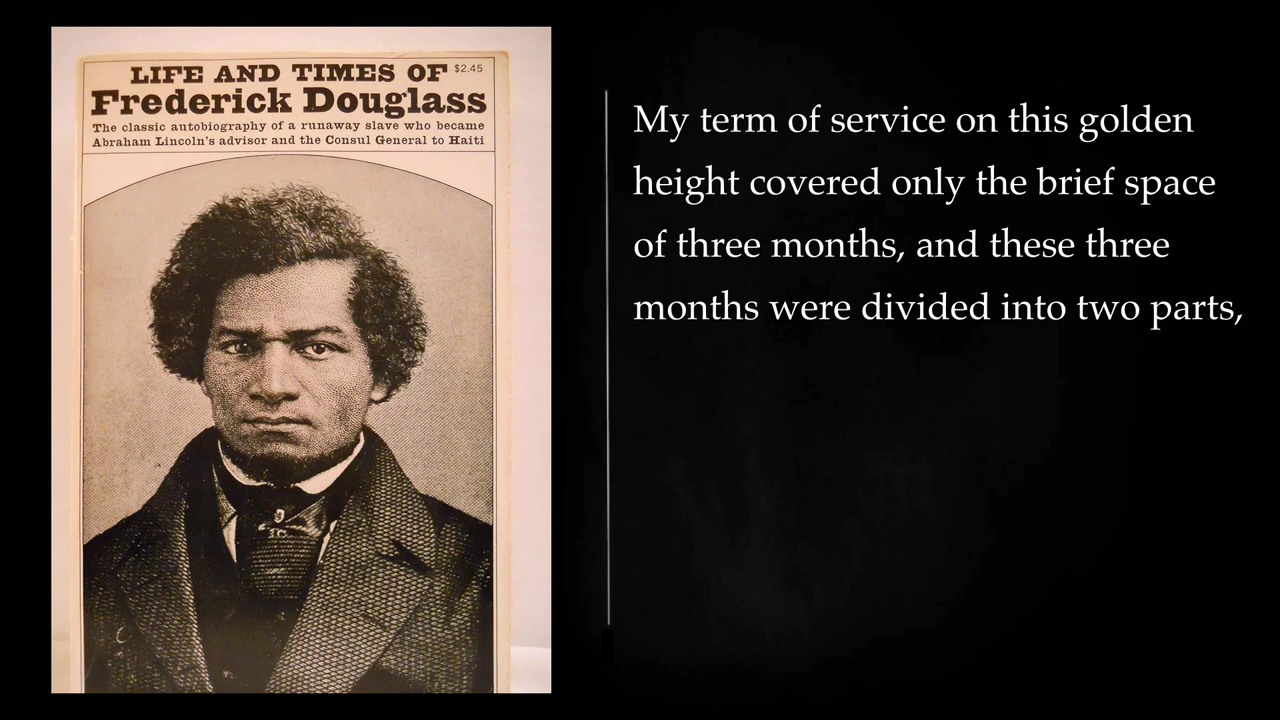 LIFE AND TIMES OF $2.45
Frederick Douglass
The classic autobiography of a runaway slave who became
Abraham Lincoln's advisor and the Consul General to Haiti
My term of service on this golden
height covered only the brief space
of three months, and these three
months were divided into two parts,